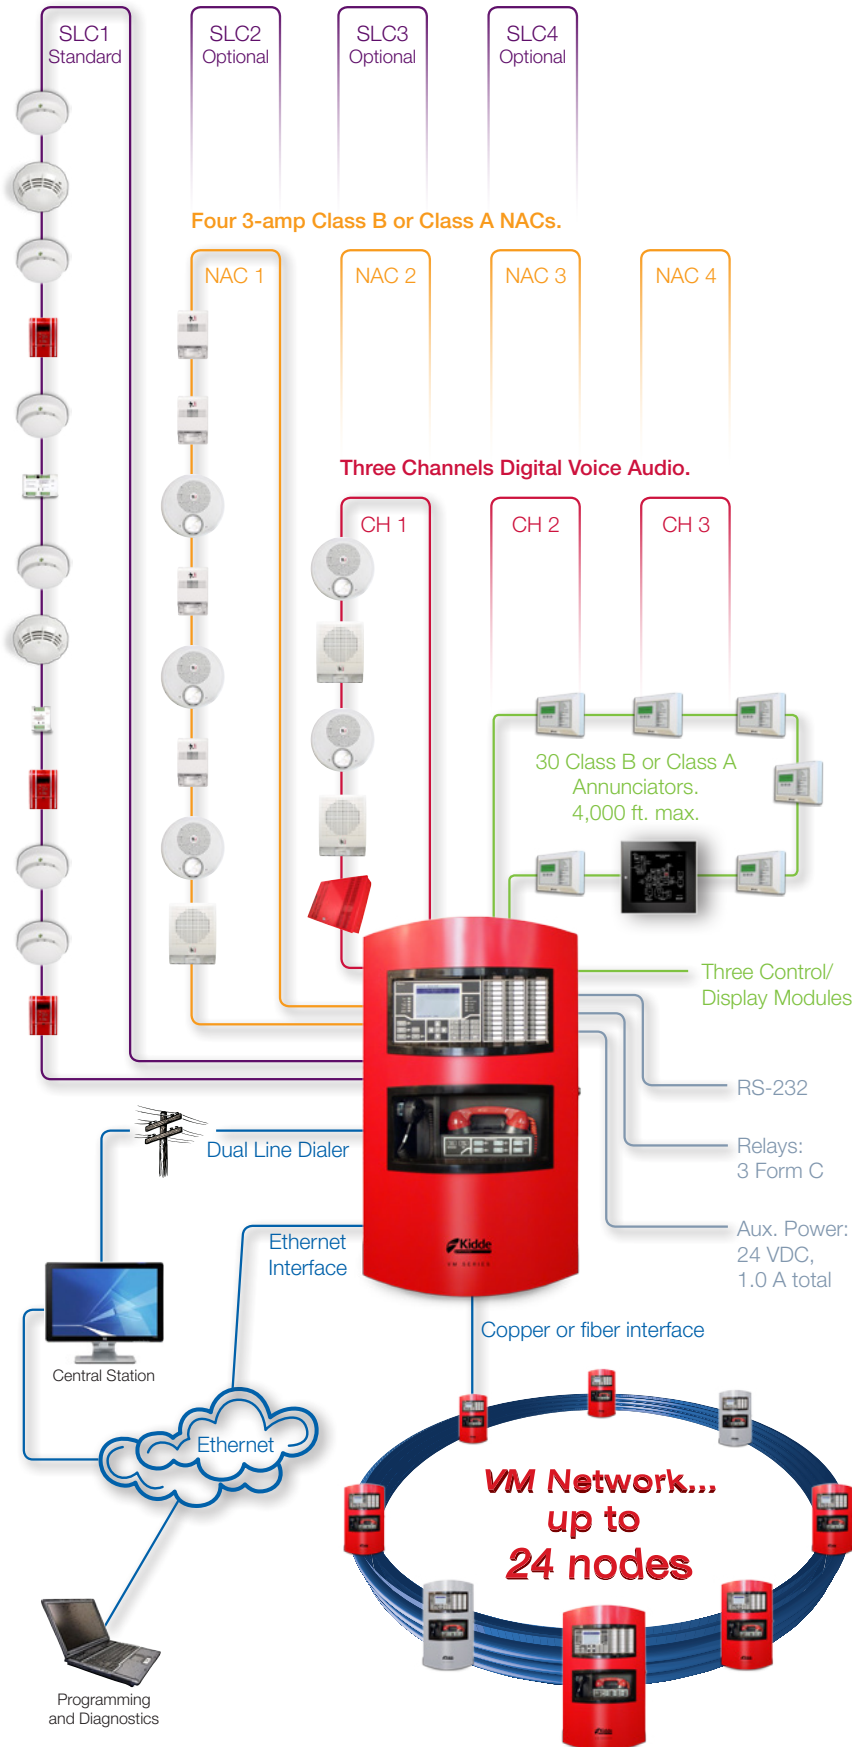 SLC1
Standard
SLC2
Optional
SLC3
Optional
SLC4
Optional
Four 3-amp Class B or Class A NACs.
NAC 1
NAC 2
NAC 3
NAC 4
Three Channels Digital Voice Audio.
CH 1
CH 2
CH 3
30 Class B or Class A
Annunciators.
4,000 ft. max.
Three Control/
Display Modules
RS-232
Relays:
3 Form C
Aux. Power:
24 VDC,
1.0 A total
Dual Line Dialer
Ethernet
Interface
Kidde
VM SERIES
Copper or fiber interface
Central Station
Ethernet
VM Network...
up to
24 nodes
Programming
and Diagnostics